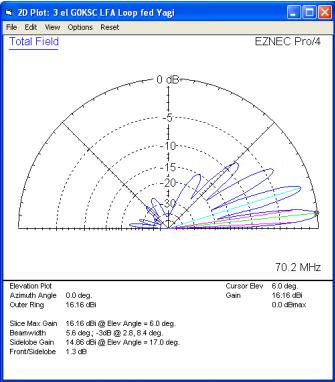 2D Plot: 3 el G0KSC LFA Loop fed Yagi
File Edit View Options Reset
Total Field
EZNEC Pro/4
0 dB
-5
-10
-15
-20
-30
70.2 MHz
Elevation Plot
Azimuth Angle 0.0 deg.
Outer Ring 16.16 dBi
Cursor Elev 6.0 deg.
Gain 16.16 dBi
0.0 dBmax
Slice Max Gain 16.16 dBi @ Elev Angle = 6.0 deg.
Beamwidth 5.6 deg.; -3dB @ 2.8, 8.4 deg.
Sidelobe Gain 14.86 dBi @ Elev Angle = 17.0 deg.
Front/Sidelobe 1.3 dB